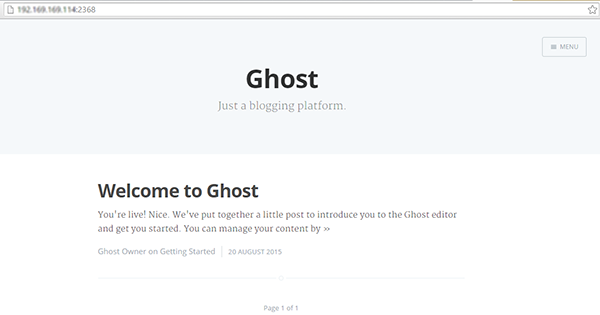 192.169.169.114:2368
MENU
Ghost
Just a blogging platform.
Welcome to Ghost
You're live! Nice. We've put together a little post to introduce you to the Ghost editor
and get you started. You can manage your content by »
Ghost Owner on Getting Started | 20 AUGUST 2015
Page 1 of 1